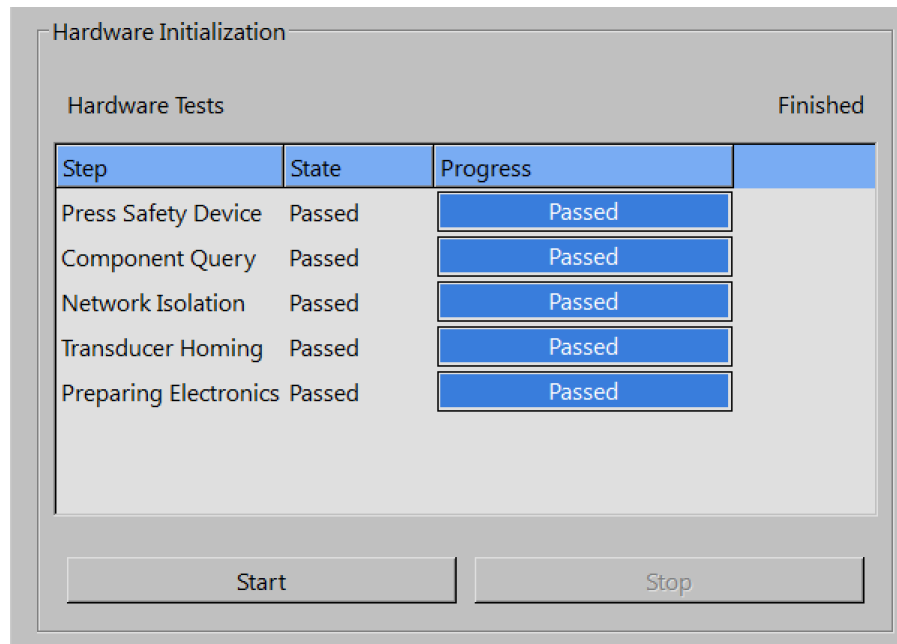 Hardware Initialization
Hardware Tests Finished
Step State Progress
Press Safety Device Passed Passed
Component Query Passed Passed
Network Isolation Passed Passed
Transducer Homing Passed Passed
Preparing Electronics Passed Passed
Start Stop